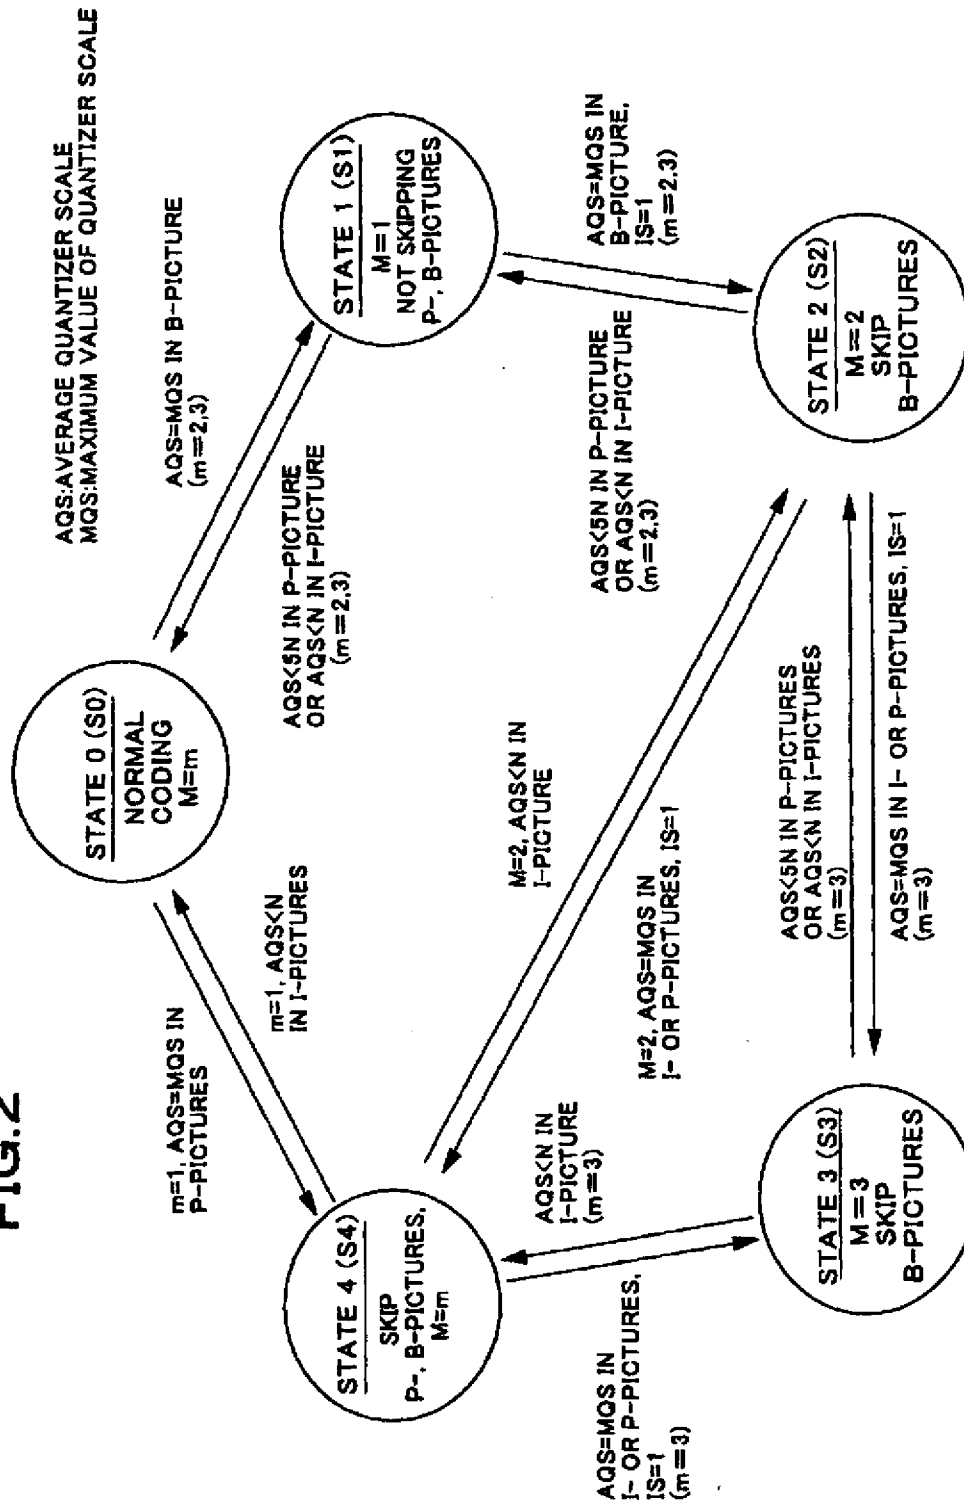 FIG.2
AQS:AVERAGE QUANTIZER SCALE
MQS:MAXIMUM VALUE OF QUANTIZER SCALE
STATE 0 (S0)
NORMAL
CODING
M=m
AQS=MQS IN B-PICTURE
(m=2,3)
AQS<5N IN P-PICTURE
OR AQS<N IN I-PICTURE
(m=2,3)
STATE 1 (S1)
M=1
NOT SKIPPING
P-, B-PICTURES
m=1, AQS=MQS IN
P-PICTURES
m=1, AQS<N
IN I-PICTURES
M=2, AQS<N IN
I-PICTURE
M=2, AQS=MQS IN
I- OR P-PICTURES, IS=1
AQS<5N IN P-PICTURE
OR AQS<N IN I-PICTURE
(m=2,3)
AQS=MQS IN
B-PICTURE,
IS=1
(m=2,3)
STATE 4 (S4)
SKIP
P-, B-PICTURES,
M=m
AQS=MQS IN
I- OR P-PICTURES,
IS=1
(m=3)
AQS<N IN
I-PICTURE
(m=3)
STATE 3 (S3)
M=3
SKIP
B-PICTURES
AQS<5N IN P-PICTURES
OR AQS<N IN I-PICTURES
(m=3)
AQS=MQS IN I- OR P-PICTURES, IS=1
(m=3)
STATE 2 (S2)
M=2
SKIP
B-PICTURES